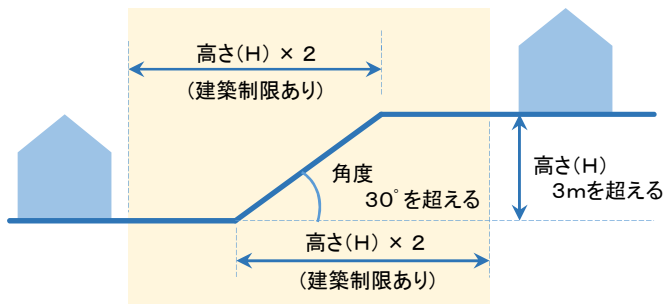 高さ(H) × 2
(建築制限あり)
角度
30°を超える
高さ(H)
3mを超える
高さ(H) × 2
(建築制限あり)